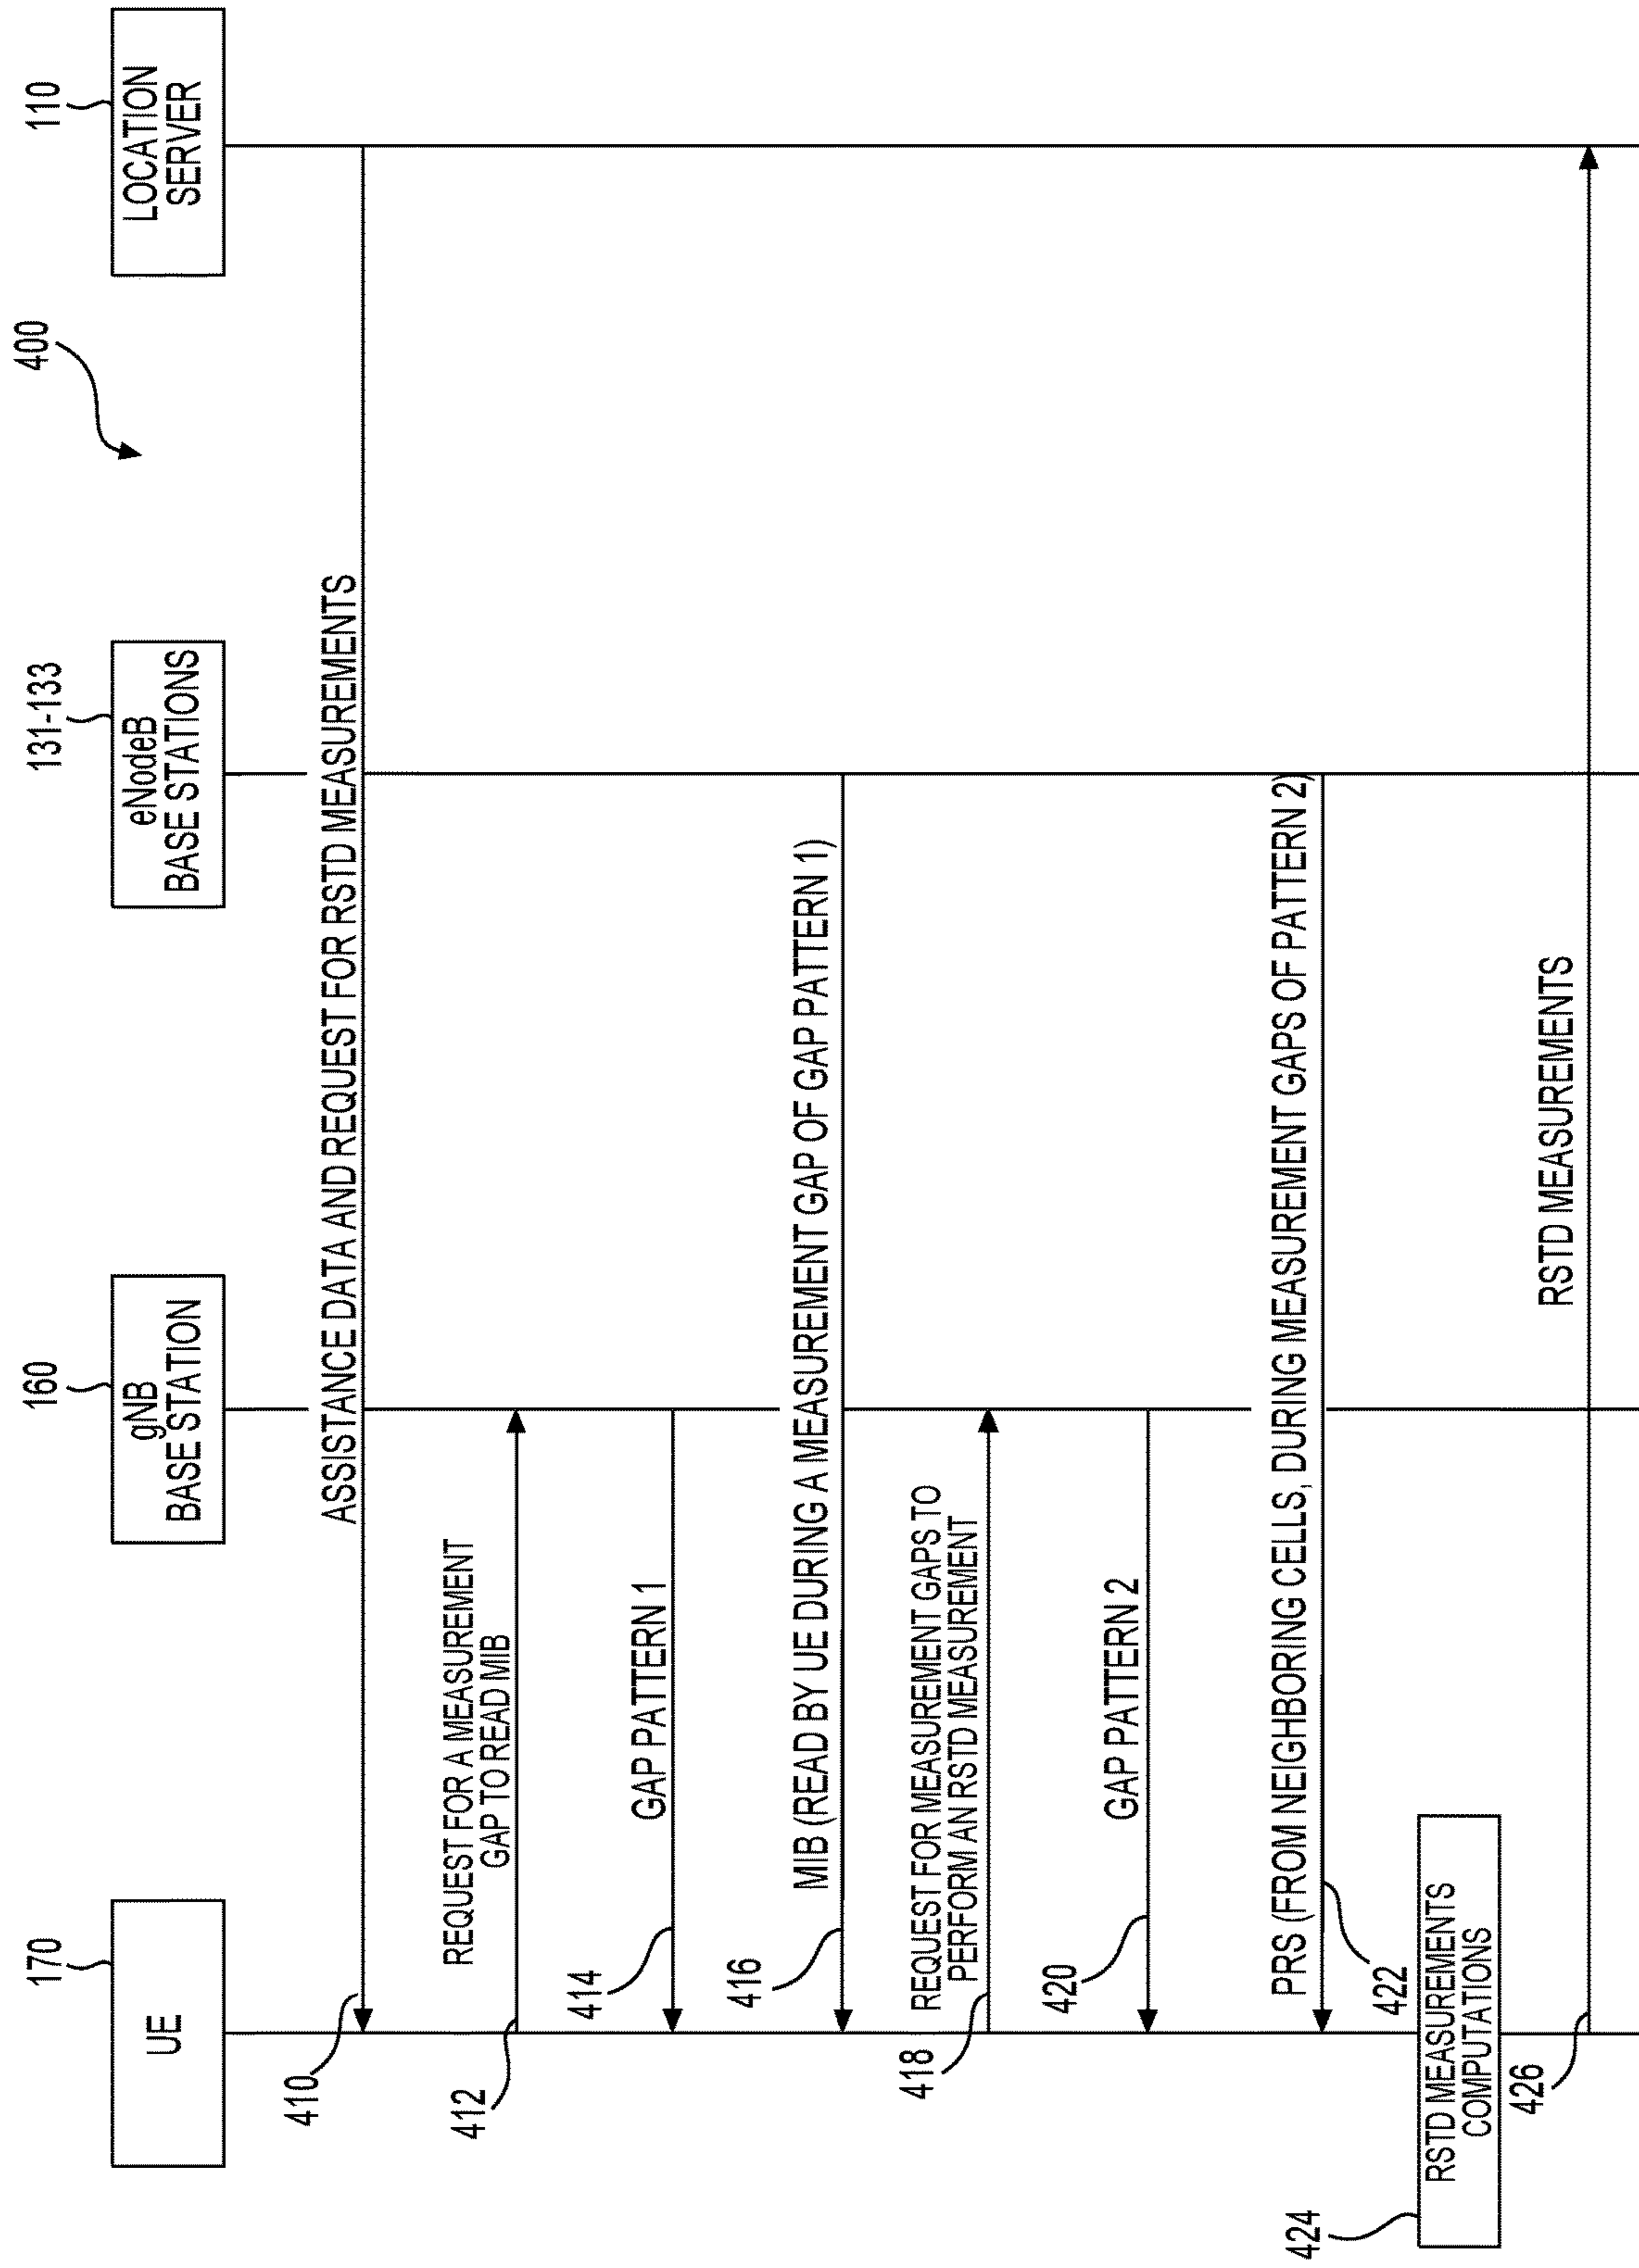 400
170
160
131-133
110
UE
gNB
BASE STATION
eNodeB
BASE STATIONS
LOCATION
SERVER
410
ASSISTANCE DATA AND REQUEST FOR RSTD MEASUREMENTS
412
REQUEST FOR A MEASUREMENT
GAP TO READ MIB
414
GAP PATTERN 1
416
MIB (READ BY UE DURING A MEASUREMENT GAP OF GAP PATTERN 1)
418
REQUEST FOR MEASUREMENT GAPS TO
PERFORM AN RSTD MEASUREMENT
420
GAP PATTERN 2
PRS (FROM NEIGHBORING CELLS, DURING MEASUREMENT GAPS OF PATTERN 2)
422
424
RSTD MEASUREMENTS
COMPUTATIONS
426
RSTD MEASUREMENTS